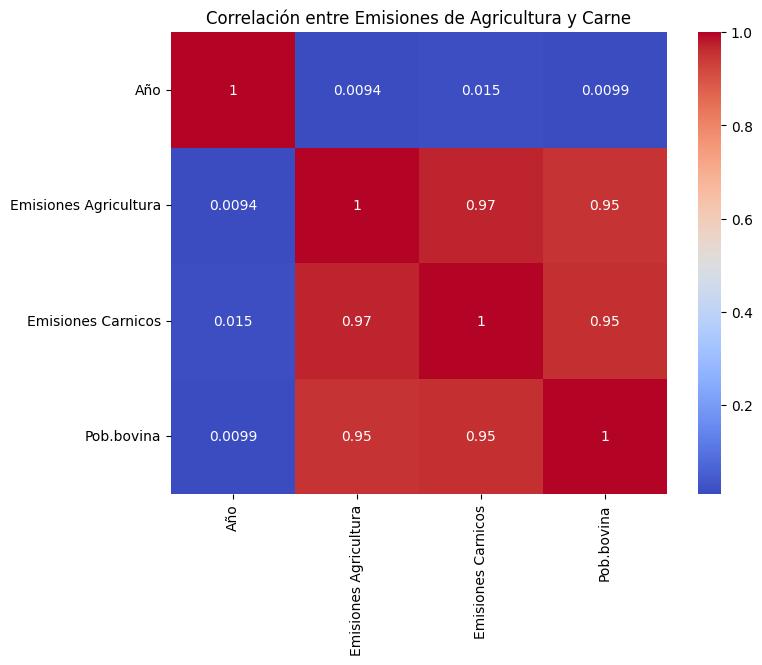 Correlación entre Emisiones de Agricultura y Carne
Año 1 0.0094 0.015 0.0099
Emisiones Agricultura 0.0094 1 0.97 0.95
Emisiones Carnicos 0.015 0.97 1 0.95
Pob.bovina 0.0099 0.95 0.95 1
Año
Emisiones Agricultura
Emisiones Carnicos
Pob.bovina
1.0
0.8
0.6
0.4
0.2